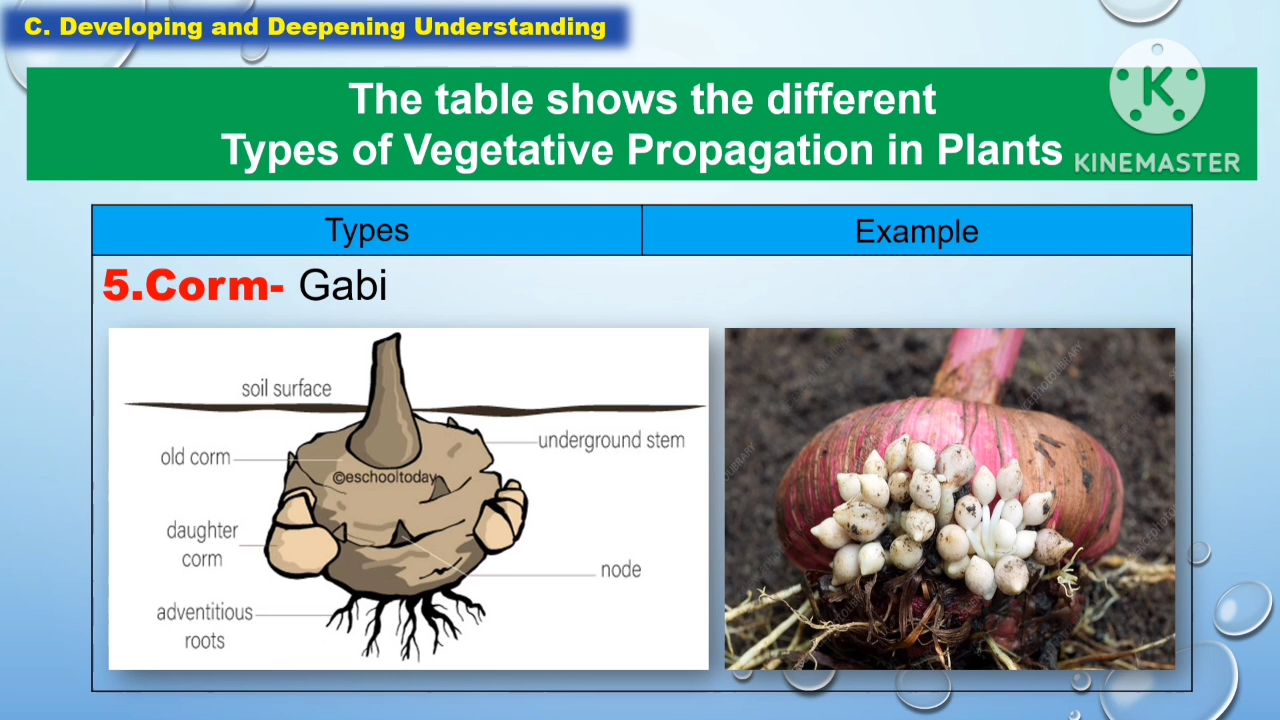 C. Developing and Deepening Understanding
The table shows the different
Types of Vegetative Propagation in Plants
KINEMASTER
Types
Example
5.Corm- Gabi
soil surface
old corm
underground stem
©eschooltoday
daughter
corm
node
adventitious
roots